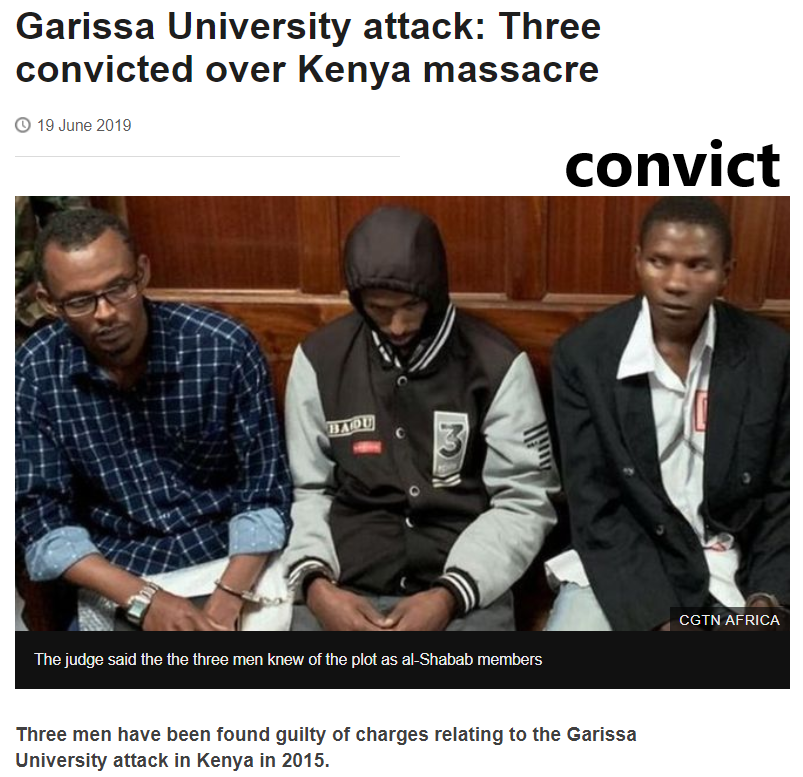 Garissa University attack: Three
convicted over Kenya massacre
19 June 2019
convict
BAIDU
3
CGTN AFRICA
The judge said the the three men knew of the plot as al-Shabab members
Three men have been found guilty of charges relating to the Garissa
University attack in Kenya in 2015.